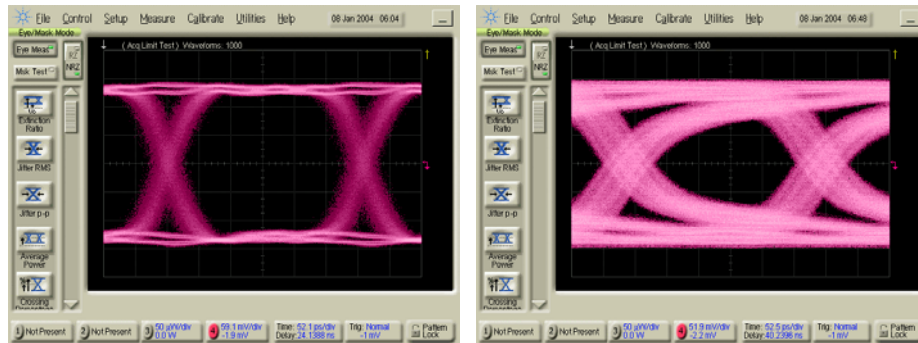 File Control Setup Measure Calibrate Utilities Help 08 Jan 2004 06:04
Eye/Mask Mode
Eye Meas
RZ
NRZ
Msk Test
( Acq Limit Test ) Waveforms: 1000
Extinction
Ratio
Jitter RMS
Jitter p-p
Average
Power
Crossing
1) Not Present 2) Not Present 3) 50 µW/div 0.0 W 4) 59.1 mV/div -1.9 mV Time: 52.1 ps/div Delay: 24.1388 ns Trig: Normal -1 mV Pattern Lock
File Control Setup Measure Calibrate Utilities Help 08 Jan 2004 06:48
Eye/Mask Mode
Eye Meas
RZ
NRZ
Msk Test
( Acq Limit Test ) Waveforms: 1000
Extinction
Ratio
Jitter RMS
Jitter p-p
Average
Power
Crossing
1) Not Present 2) Not Present 3) 50 µW/div 0.0 W 4) 51.9 mV/div -2.2 mV Time: 52.5 ps/div Delay: 40.2396 ns Trig: Normal -1 mV Pattern Lock